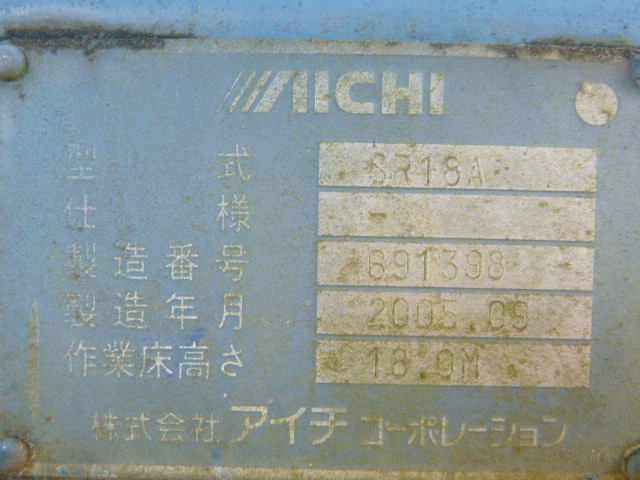 AICHI
型式 SR18A
仕様 -
製造番号 691398
製造年月 2005.09
作業床高さ 18.0M
株式会社 アイチ コーポレーション